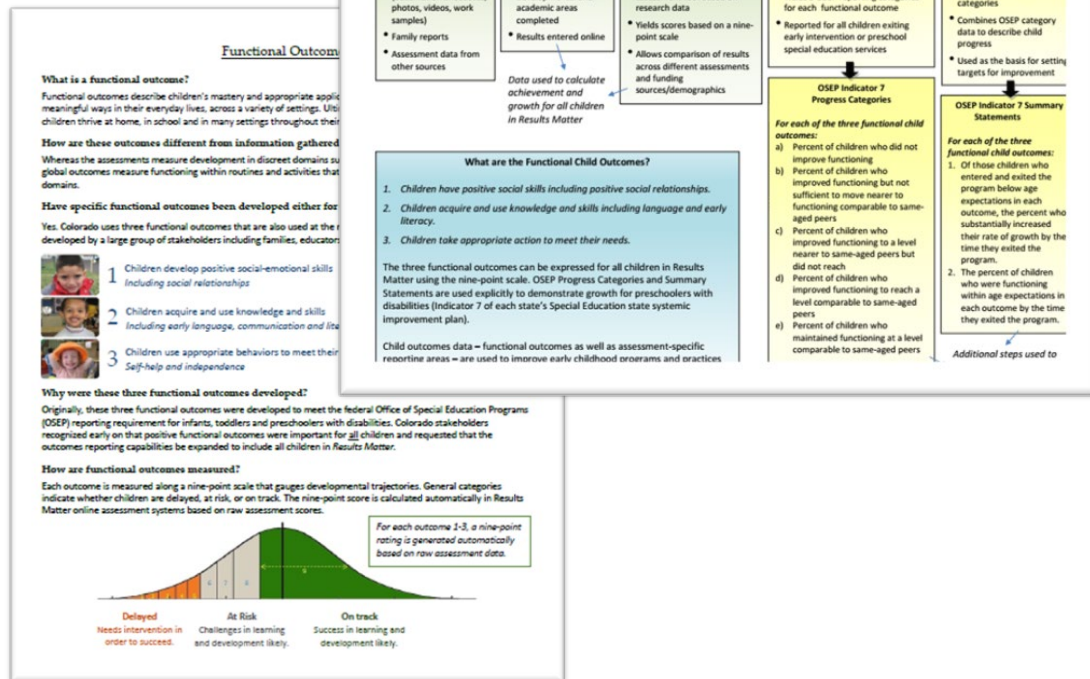 Functional Outcom
What is a functional outcome?
Functional outcomes describe children's mastery and appropriate applic
meaningful ways in their everyday lives, across a variety of settings. Ulti
children thrive at home, in school and in many settings throughout their
How are these outcomes different from information gathered
Whereas the assessments measure development in discreet domains su
global outcomes measure functioning within routines and activities that
domains.
Have specific functional outcomes been developed either for
Yes. Colorado uses three functional outcomes that are also used at the n
developed by a large group of stakeholders including families, educator
1 Children develop positive social-emotional skills
Including social relationships
2 Children acquire and use knowledge and skills
Including early language, communication and lite
3 Children use appropriate behaviors to meet their
Self-help and independence
Why were these three functional outcomes developed?
Originally, these three functional outcomes were developed to meet the federal Office of Special Education Programs
(OSEP) reporting requirement for infants, toddlers and preschoolers with disabilities. Colorado stakeholders
recognized early on that positive functional outcomes were important for all children and requested that the
outcomes reporting capabilities be expanded to include all children in Results Matter.
How are functional outcomes measured?
Each outcome is measured along a nine-point scale that gauges developmental trajectories. General categories
indicate whether children are delayed, at risk, or on track. The nine-point score is calculated automatically in Results
Matter online assessment systems based on raw assessment scores.
For each outcome 1-3, a nine-point
rating is generated automatically
based on raw assessment data.
6 7 8 9
Delayed
Needs intervention in
order to succeed.
At Risk
Challenges in learning
and development likely.
On track
Success in learning and
development likely.
(photos, videos, work
samples)
• Family reports
• Assessment data from
other sources
academic areas
completed
• Results entered online
Data used to calculate
achievement and
growth for all children
in Results Matter
research data
• Yields scores based on a nine-
point scale
• Allows comparison of results
across different assessments
and funding
sources/demographics
for each functional outcome
• Reported for all children exiting
early intervention or preschool
special education services
categories
• Combines OSEP category
data to describe child
progress
• Used as the basis for setting
targets for improvement
What are the Functional Child Outcomes?
1. Children have positive social skills including positive social relationships.
2. Children acquire and use knowledge and skills including language and early
literacy.
3. Children take appropriate action to meet their needs.
The three functional outcomes can be expressed for all children in Results
Matter using the nine-point scale. OSEP Progress Categories and Summary
Statements are used explicitly to demonstrate growth for preschoolers with
disabilities (Indicator 7 of each state's Special Education state systemic
improvement plan).
Child outcomes data – functional outcomes as well as assessment-specific
reporting areas – are used to improve early childhood programs and practices
OSEP Indicator 7
Progress Categories
For each of the three functional child
outcomes:
a) Percent of children who did not
improve functioning
b) Percent of children who
improved functioning but not
sufficient to move nearer to
functioning comparable to same-
aged peers
c) Percent of children who
improved functioning to a level
nearer to same-aged peers but
did not reach
d) Percent of children who
improved functioning to reach a
level comparable to same-aged
peers
e) Percent of children who
maintained functioning at a level
comparable to same-aged peers
OSEP Indicator 7 Summary
Statements
For each of the three
functional child outcomes:
1. Of those children who
entered and exited the
program below age
expectations in each
outcome, the percent who
substantially increased
their rate of growth by the
time they exited the
program.
2. The percent of children
who were functioning
within age expectations in
each outcome by the time
they exited the program.
Additional steps used to